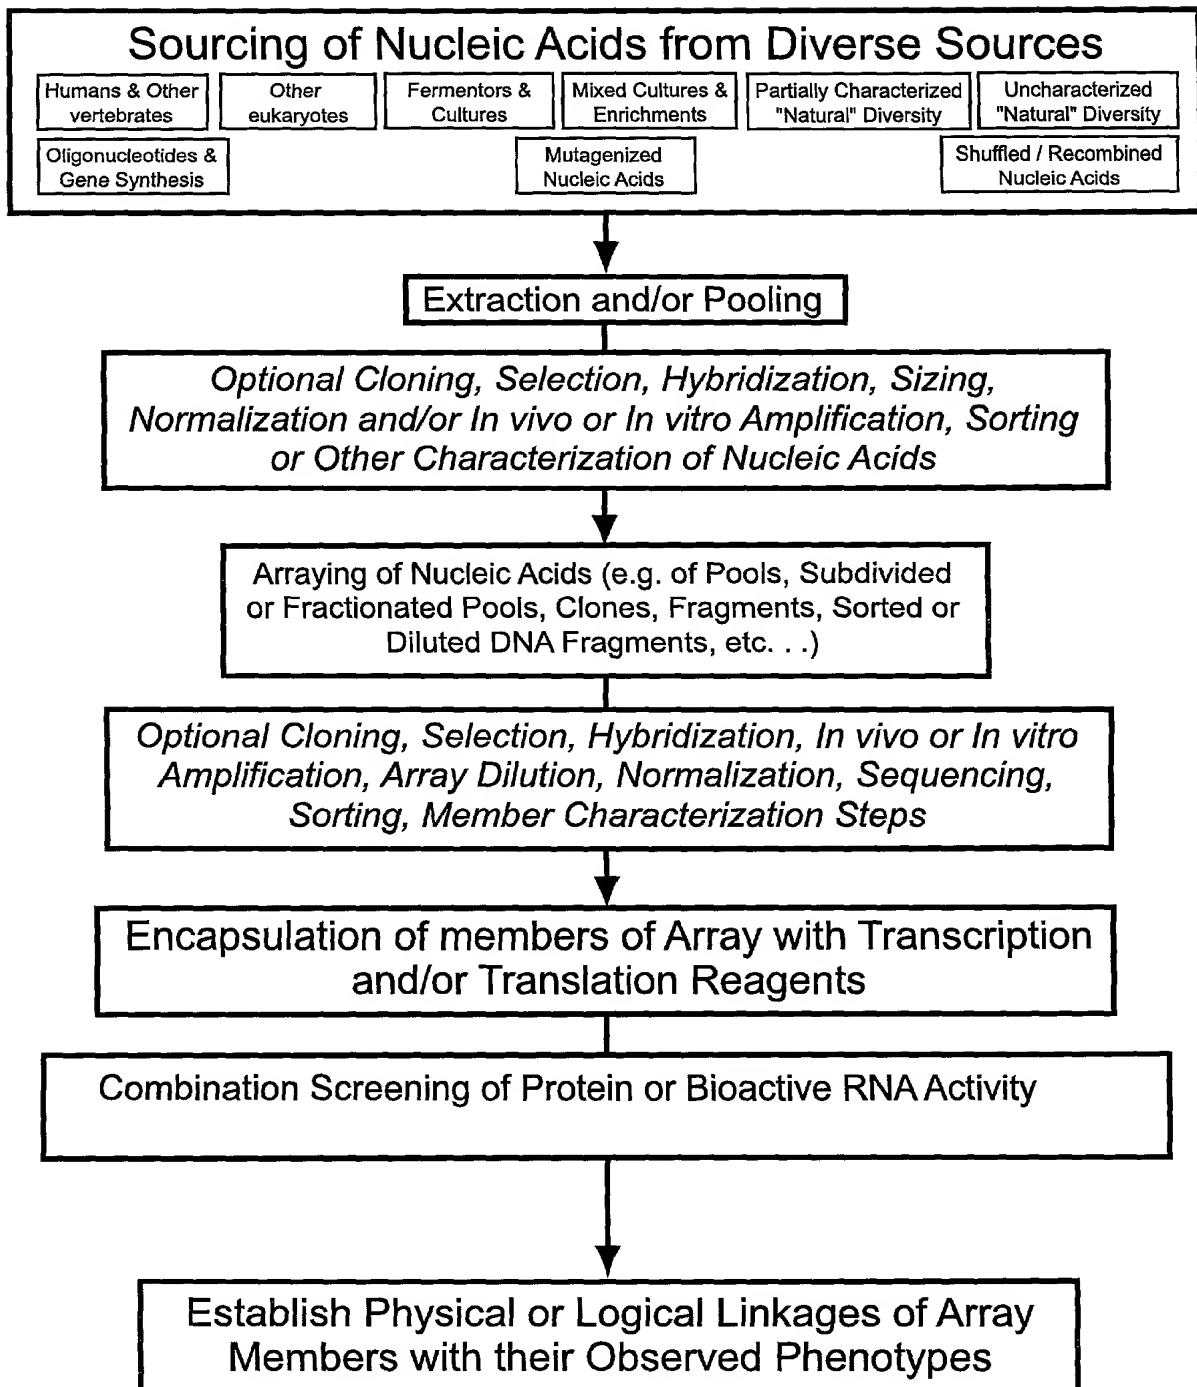 Sourcing of Nucleic Acids from Diverse Sources
Humans & Other
vertebrates
Other
eukaryotes
Fermentors &
Cultures
Mixed Cultures &
Enrichments
Partially Characterized
"Natural" Diversity
Uncharacterized
"Natural" Diversity
Oligonucleotides &
Gene Synthesis
Mutagenized
Nucleic Acids
Shuffled / Recombined
Nucleic Acids
Extraction and/or Pooling
Optional Cloning, Selection, Hybridization, Sizing,
Normalization and/or In vivo or In vitro Amplification, Sorting
or Other Characterization of Nucleic Acids
Arraying of Nucleic Acids (e.g. of Pools, Subdivided
or Fractionated Pools, Clones, Fragments, Sorted or
Diluted DNA Fragments, etc. . .)
Optional Cloning, Selection, Hybridization, In vivo or In vitro
Amplification, Array Dilution, Normalization, Sequencing,
Sorting, Member Characterization Steps
Encapsulation of members of Array with Transcription
and/or Translation Reagents
Combination Screening of Protein or Bioactive RNA Activity
Establish Physical or Logical Linkages of Array
Members with their Observed Phenotypes